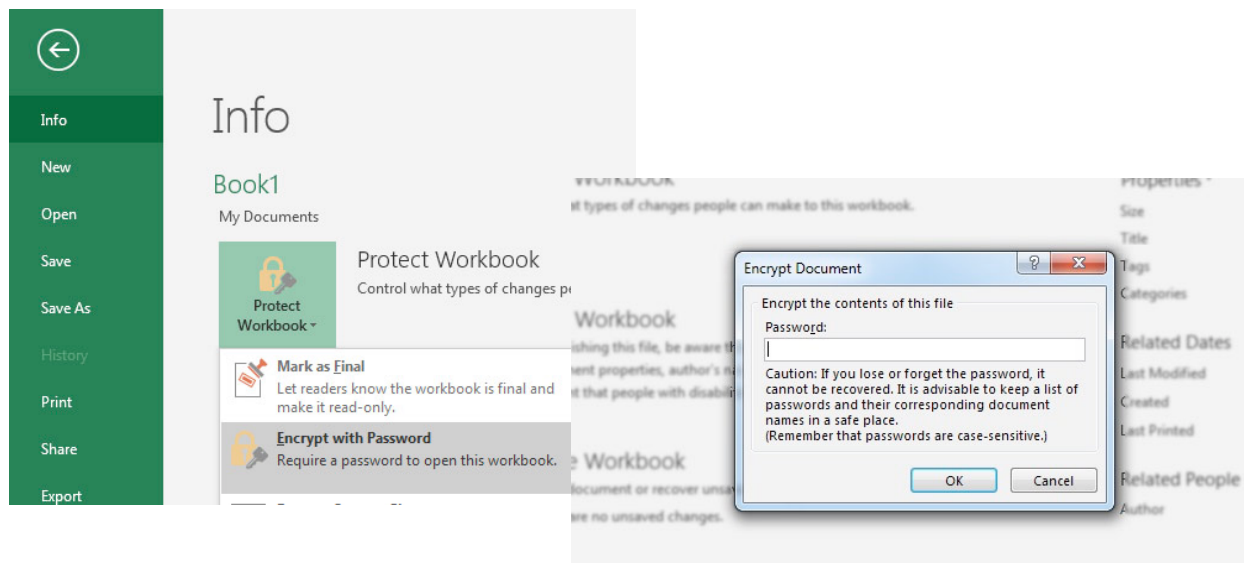 Info
New
Open
Save
Save As
History
Print
Share
Export
Info
Book1
My Documents
Protect
Workbook
Protect Workbook
Control what types of changes pe
Mark as Final
Let readers know the workbook is final and
make it read-only.
Encrypt with Password
Require a password to open this workbook.
Workbook
at types of changes people can make to this workbook.
Workbook
ishing this file, be aware th
ment properties, author's na
t that people with disabilit
e Workbook
document or recover unsav
are no unsaved changes.
Encrypt Document
Encrypt the contents of this file
Password:
Caution: If you lose or forget the password, it
cannot be recovered. It is advisable to keep a list of
passwords and their corresponding document
names in a safe place.
(Remember that passwords are case-sensitive.)
OK
Cancel
Properties
Size
Title
Tags
Categories
Related Dates
Last Modified
Created
Last Printed
Related People
Author